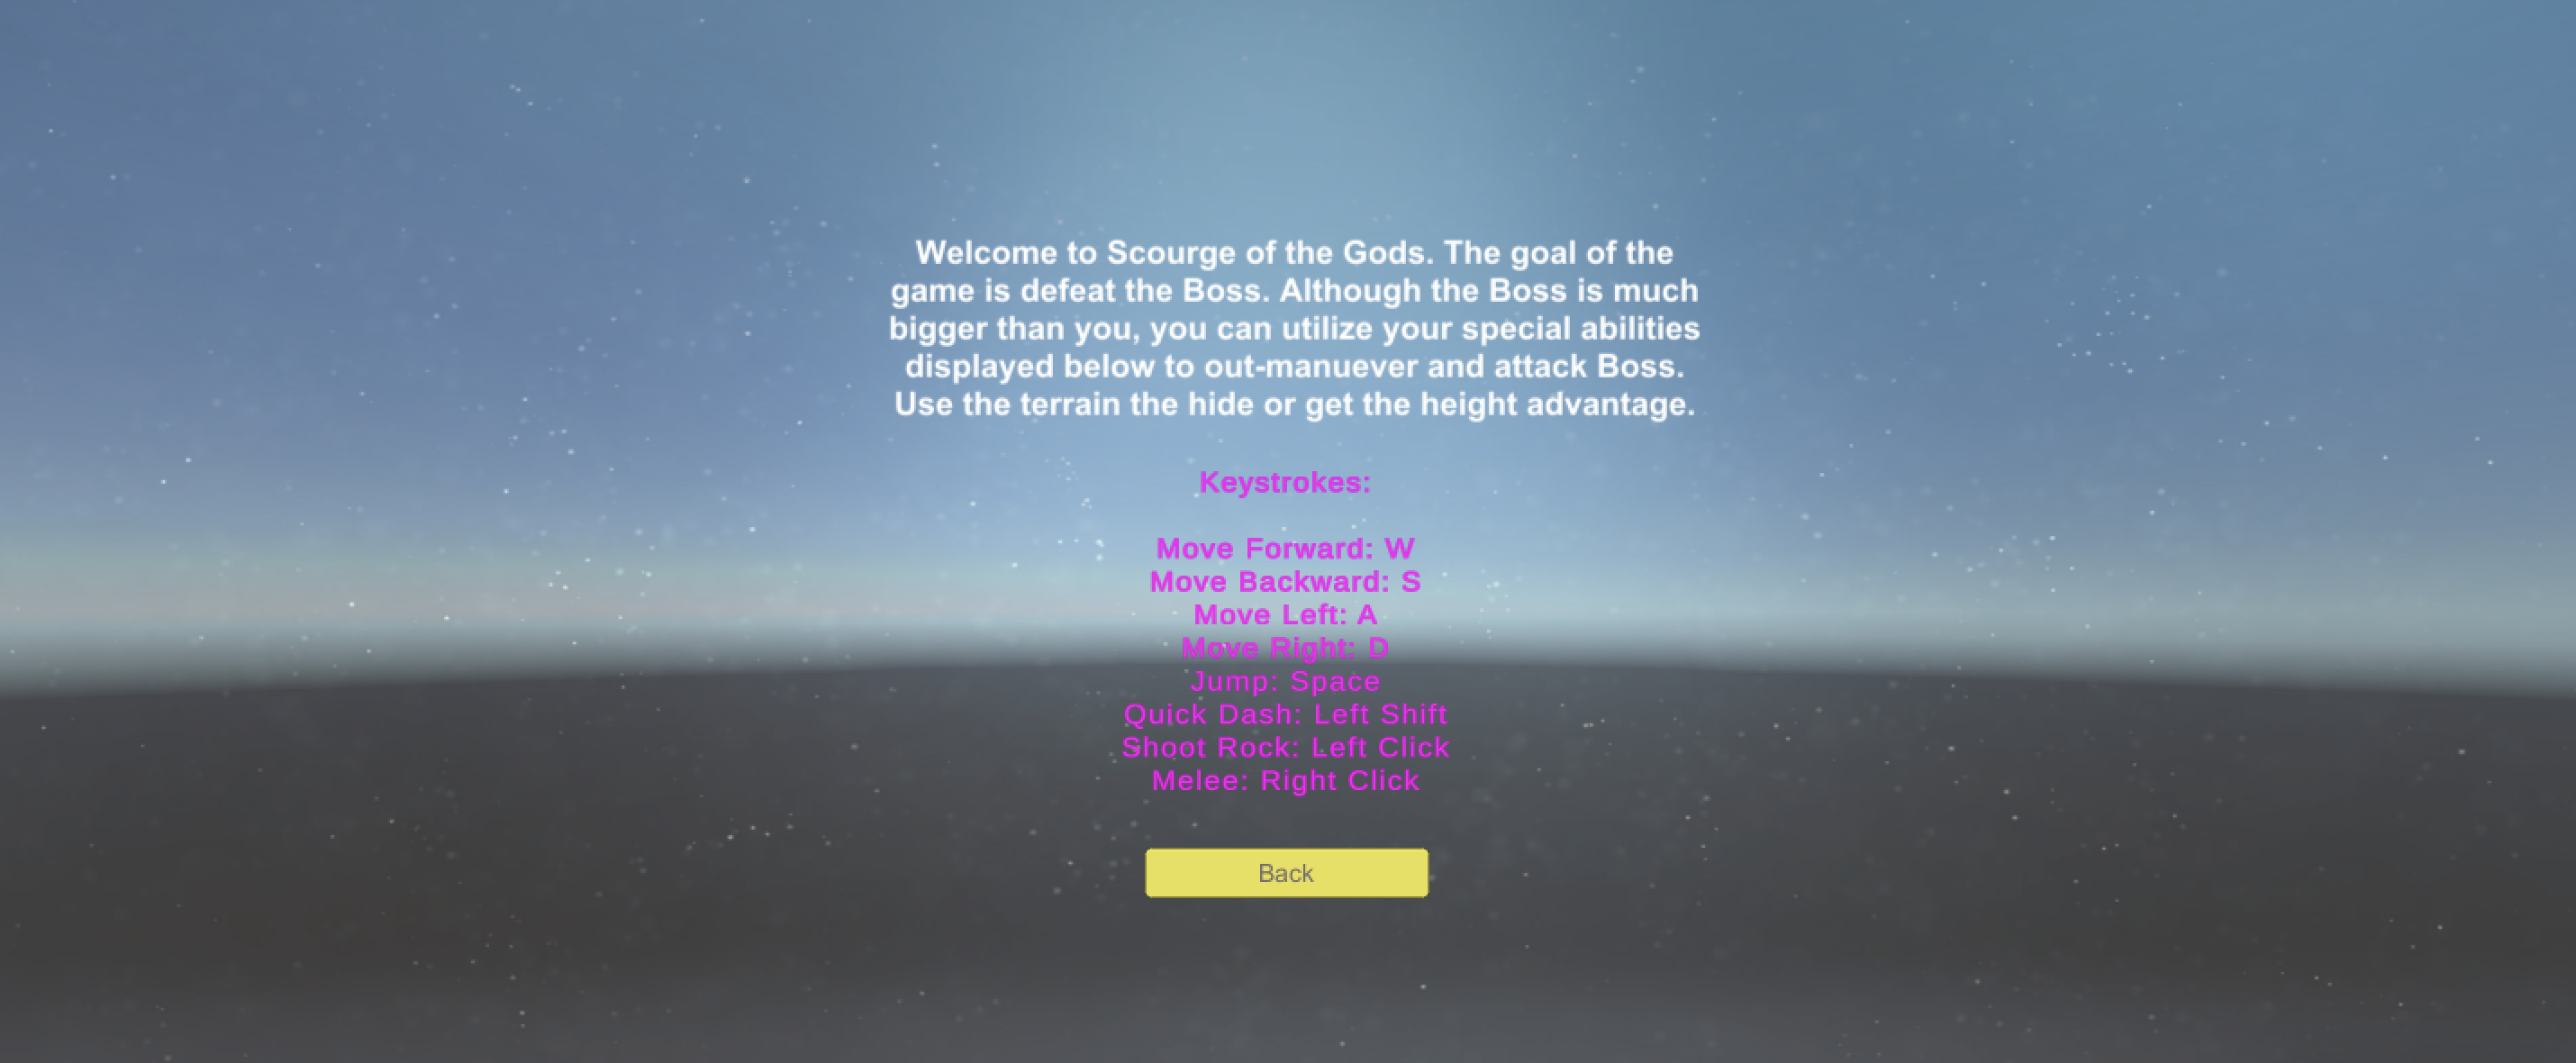 Welcome to Scourge of the Gods. The goal of the
game is defeat the Boss. Although the Boss is much
bigger than you, you can utilize your special abilities
displayed below to out-manuever and attack Boss.
Use the terrain the hide or get the height advantage.
Keystrokes:
Move Forward: W
Move Backward: S
Move Left: A
Move Right: D
Jump: Space
Quick Dash: Left Shift
Shoot Rock: Left Click
Melee: Right Click
Back